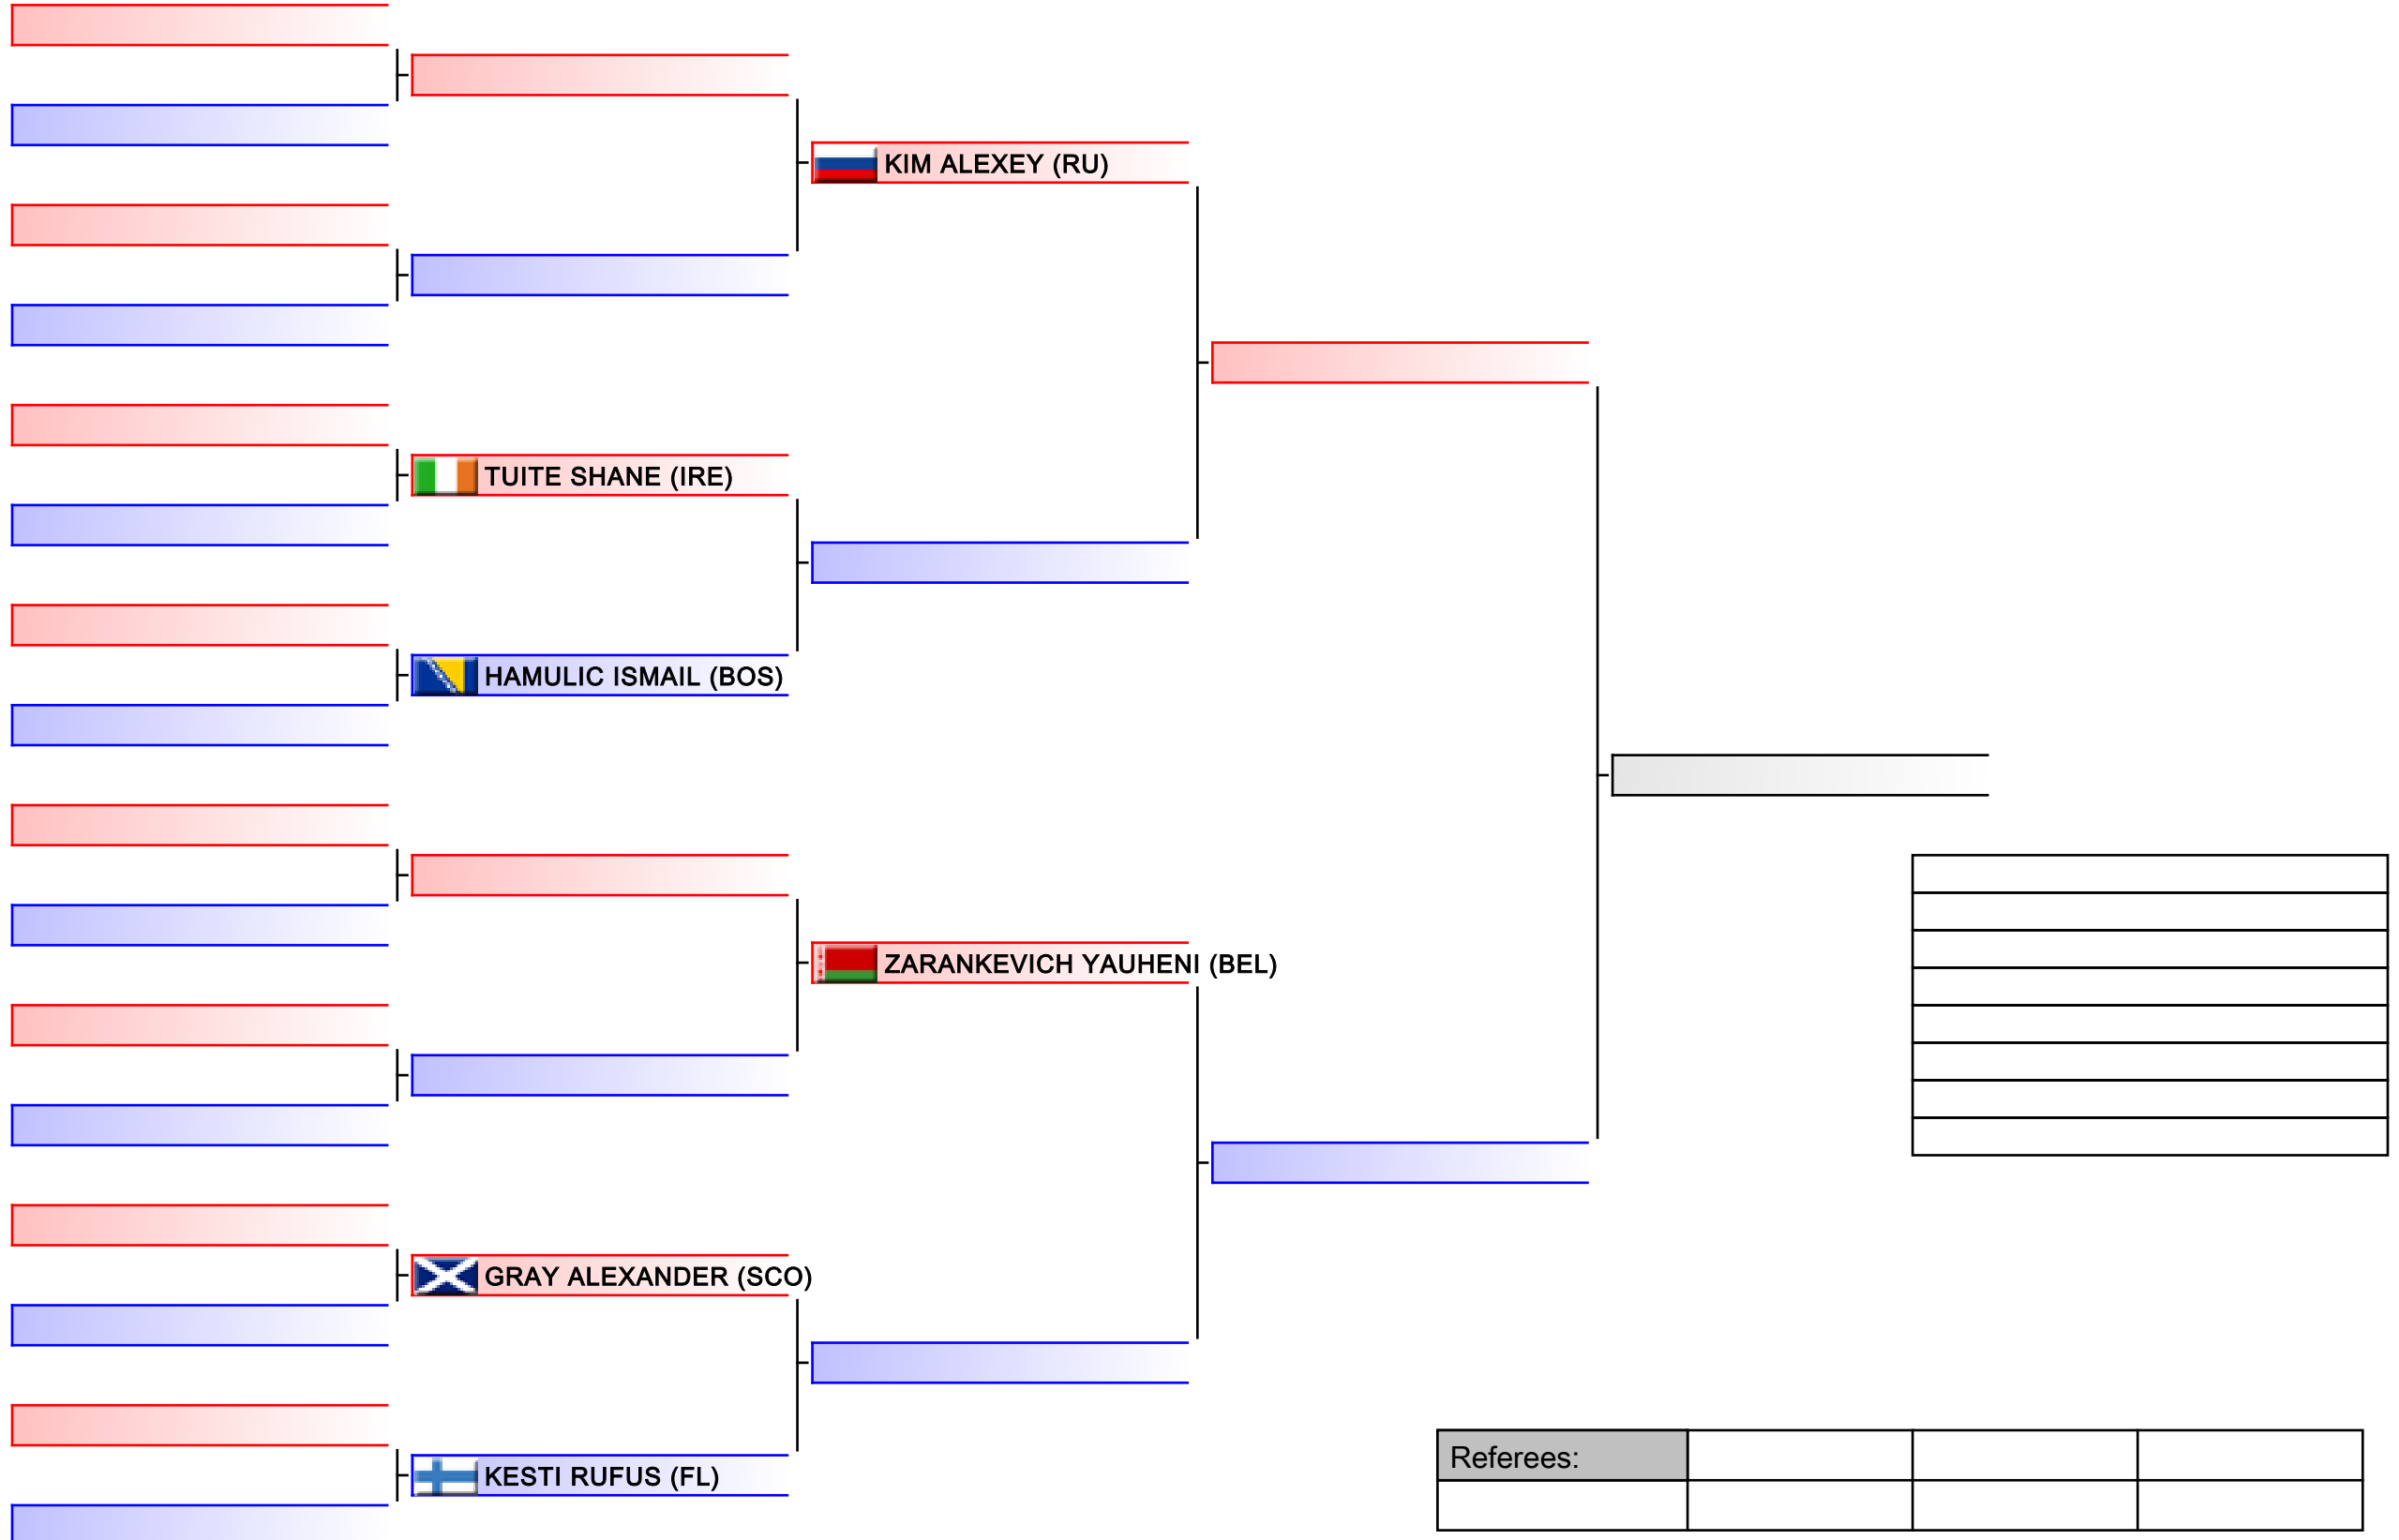 KIM ALEXEY (RU)
TUITE SHANE (IRE)
HAMULIC ISMAIL (BOS)
ZARANKEVICH YAUHENI (BEL)
GRAY ALEXANDER (SCO)
KESTI RUFUS (FL)
Referees: